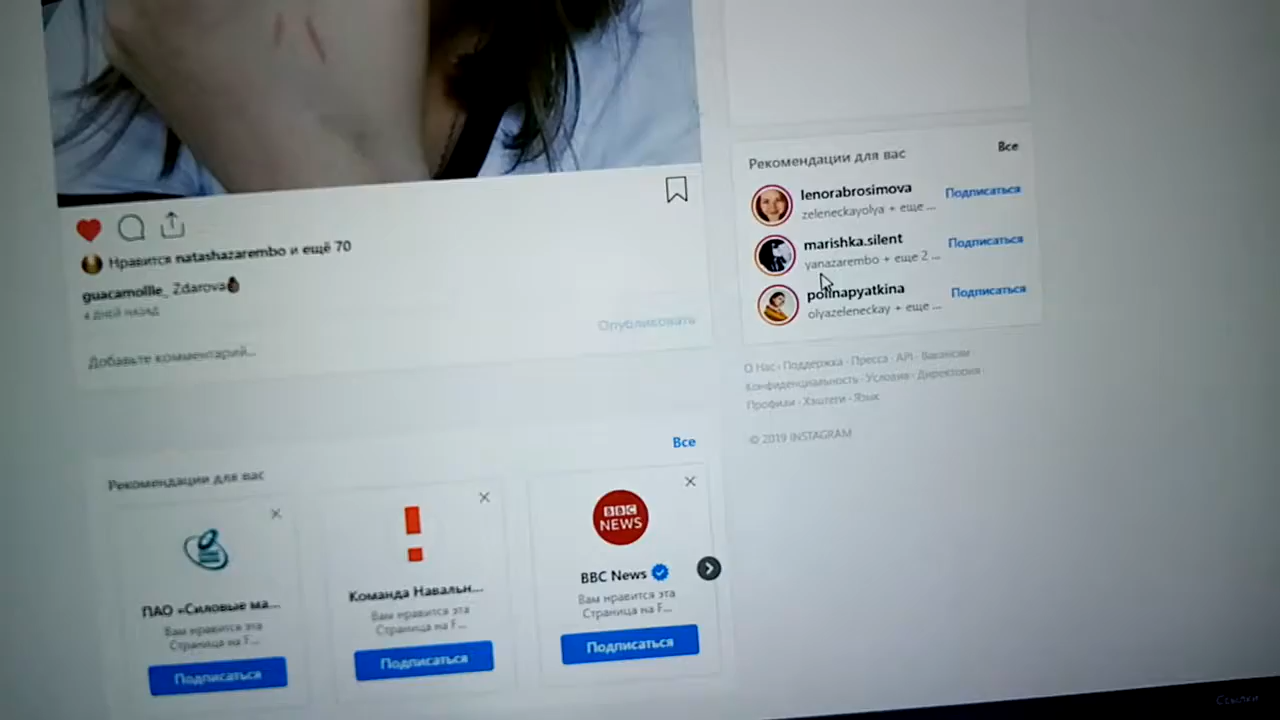 Нравится natashazarembo и ещё 70
guacamollle_ Zdarova
4 дней назад
Добавьте комментарий...
Опубликовать
Рекомендации для вас
Все
lenorabrosimova
zeleneckayolya + еще ...
Подписаться
marishka.silent
yanazarembo + еще 2 ...
Подписаться
polinapyatkina
olyazeleneckay + еще ...
Подписаться
О Нас · Поддержка · Пресса · API · Вакансии
Конфиденциальность · Условия · Директория ·
Профили · Хэштеги · Язык
© 2019 INSTAGRAM
Все
Рекомендации для вас
ПАО «Силовые ма...
Вам нравится эта
Страница на F...
Подписаться
Команда Навальн...
Вам нравится эта
Страница на F...
Подписаться
BBC
NEWS
BBC News
Вам нравится эта
Страница на F...
Подписаться
Ссылки